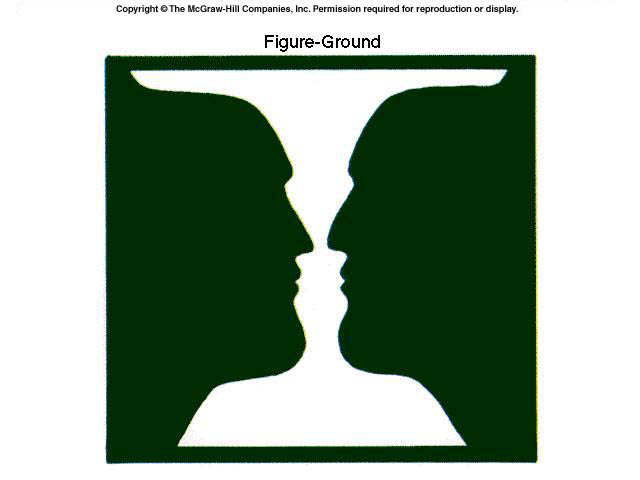 Copyright © The McGraw-Hill Companies, Inc. Permission required for reproduction or display.
Figure-Ground